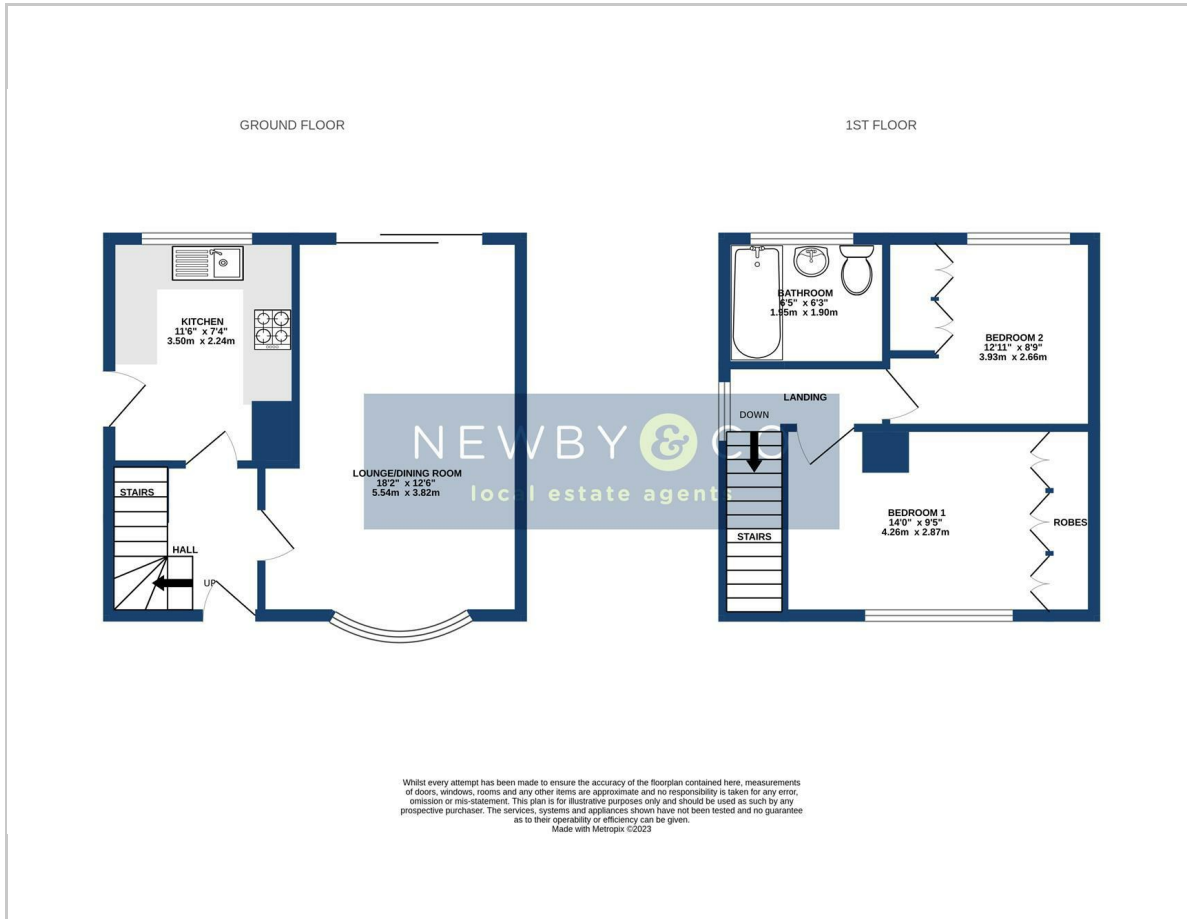 GROUND FLOOR
KITCHEN
11'6" x 7'4"
3.50m x 2.24m
LOUNGE/DINING ROOM
18'2" x 12'6"
5.54m x 3.82m
STAIRS
HALL
UP
1ST FLOOR
BATHROOM
6'5" x 6'3"
1.95m x 1.90m
BEDROOM 2
12'11" x 8'9"
3.93m x 2.66m
LANDING
DOWN
STAIRS
BEDROOM 1
14'0" x 9'5"
4.26m x 2.87m
ROBES
NEWBY & CO
local estate agents
Whilst every attempt has been made to ensure the accuracy of the floorplan contained here, measurements
of doors, windows, rooms and any other items are approximate and no responsibility is taken for any error,
omission or mis-statement. This plan is for illustrative purposes only and should be used as such by any
prospective purchaser. The services, systems and appliances shown have not been tested and no guarantee
as to their operability or efficiency can be given.
Made with Metropix ©2023